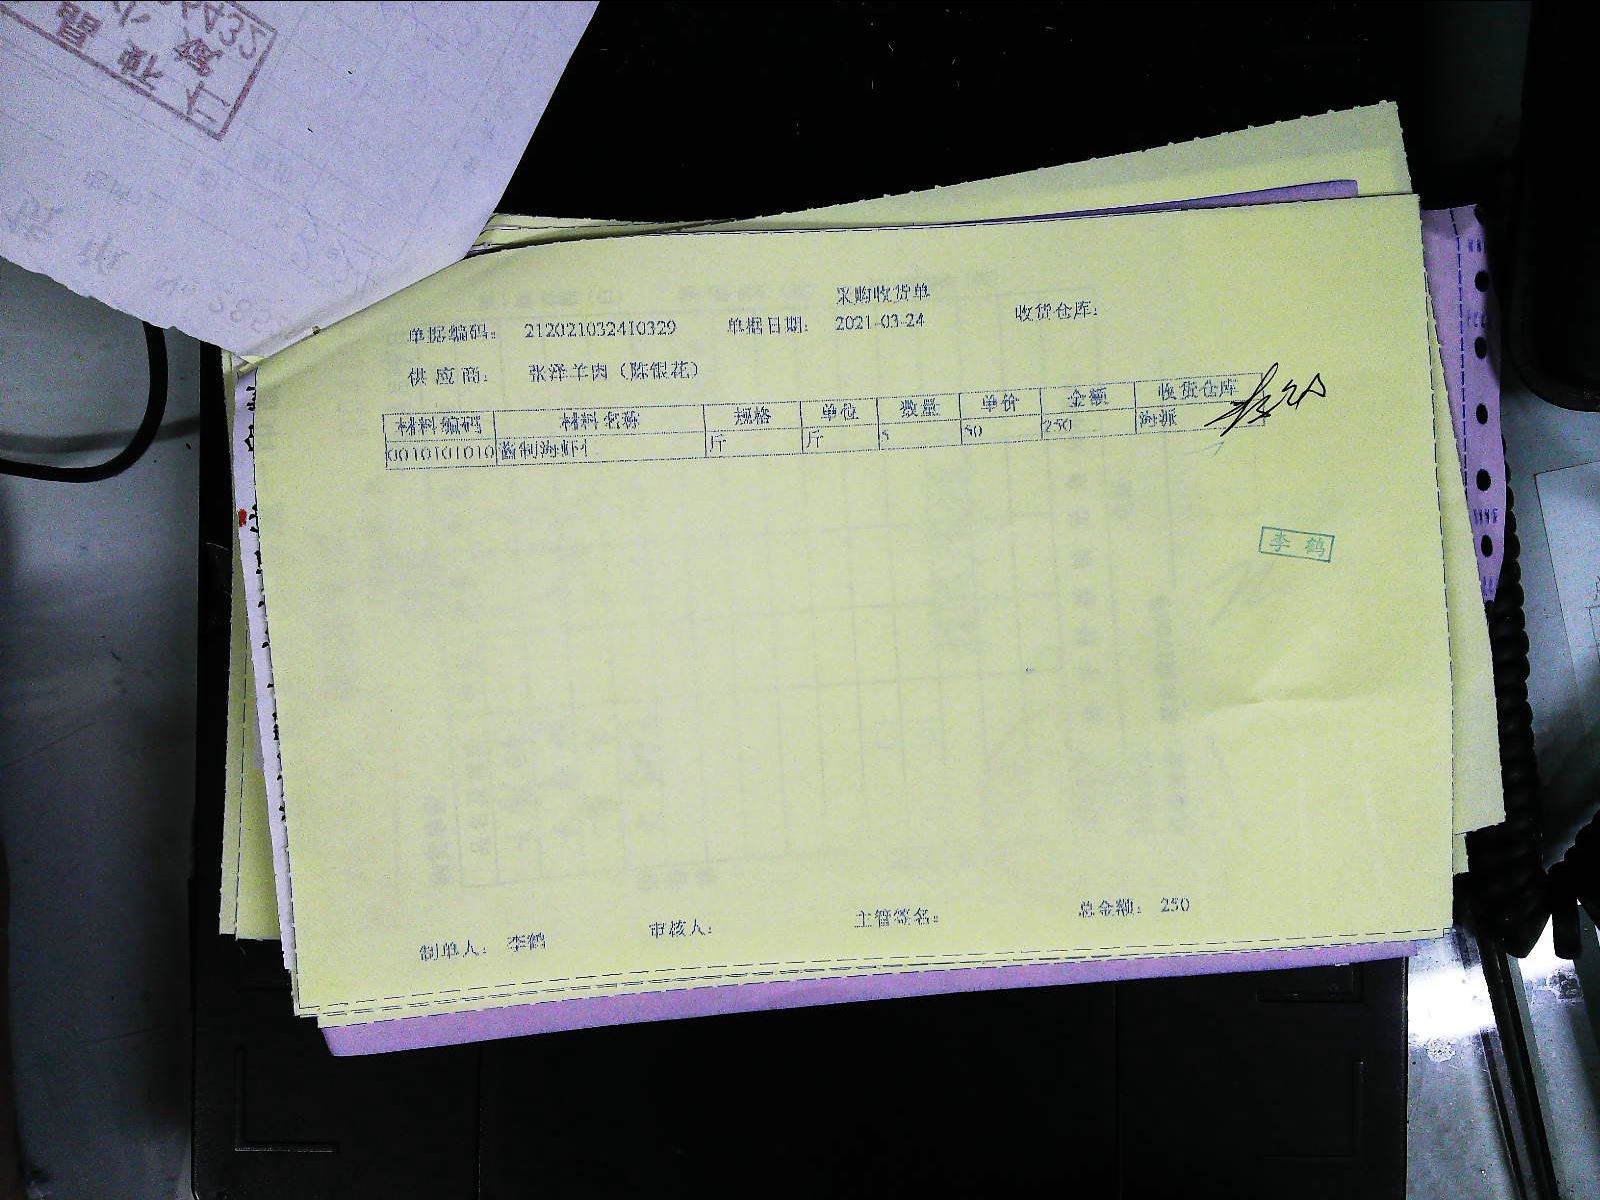 采购收货单
单据编码: 212021032410329 单据日期: 2021-03-24 收货仓库:
供应商: 张泽羊肉(陈银花)
材料编码 材料名称 规格 单位 数量 单价 金额 收货仓库
0010101010 酱制海虾仁 斤 斤 5 50 250 海派
李鹤
制单人: 李鹤 审核人: 主管签名: 总金额: 250